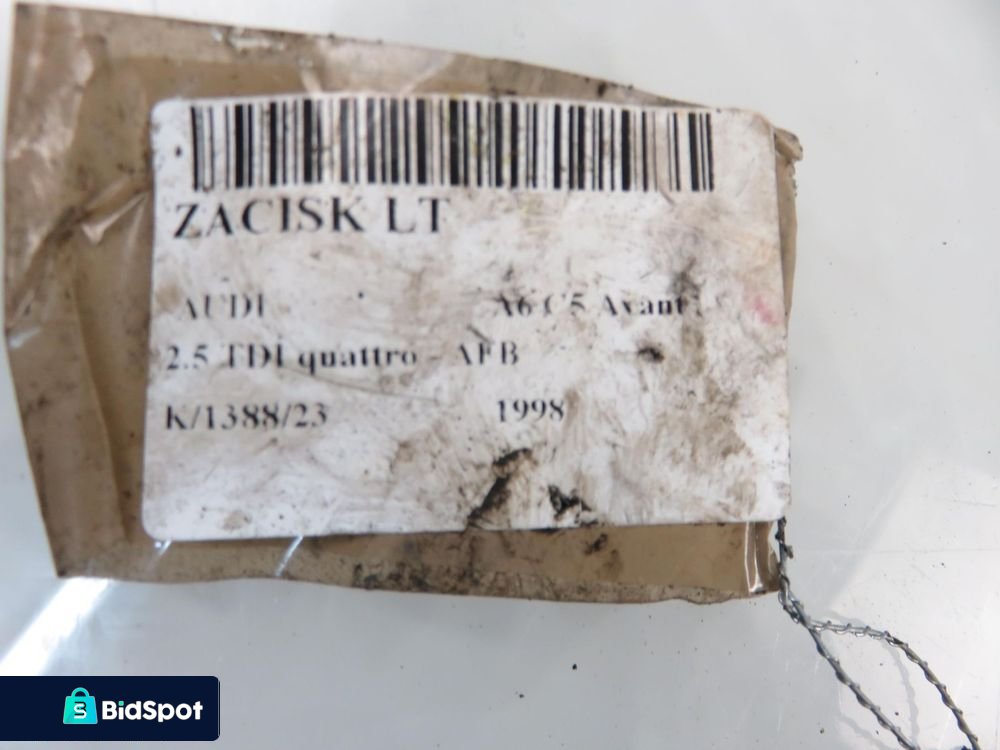 ZACISK LT
AUDI A6 C5 Avant
2.5 TDI quattro - AFB
K/1388/23 1998
BidSpot